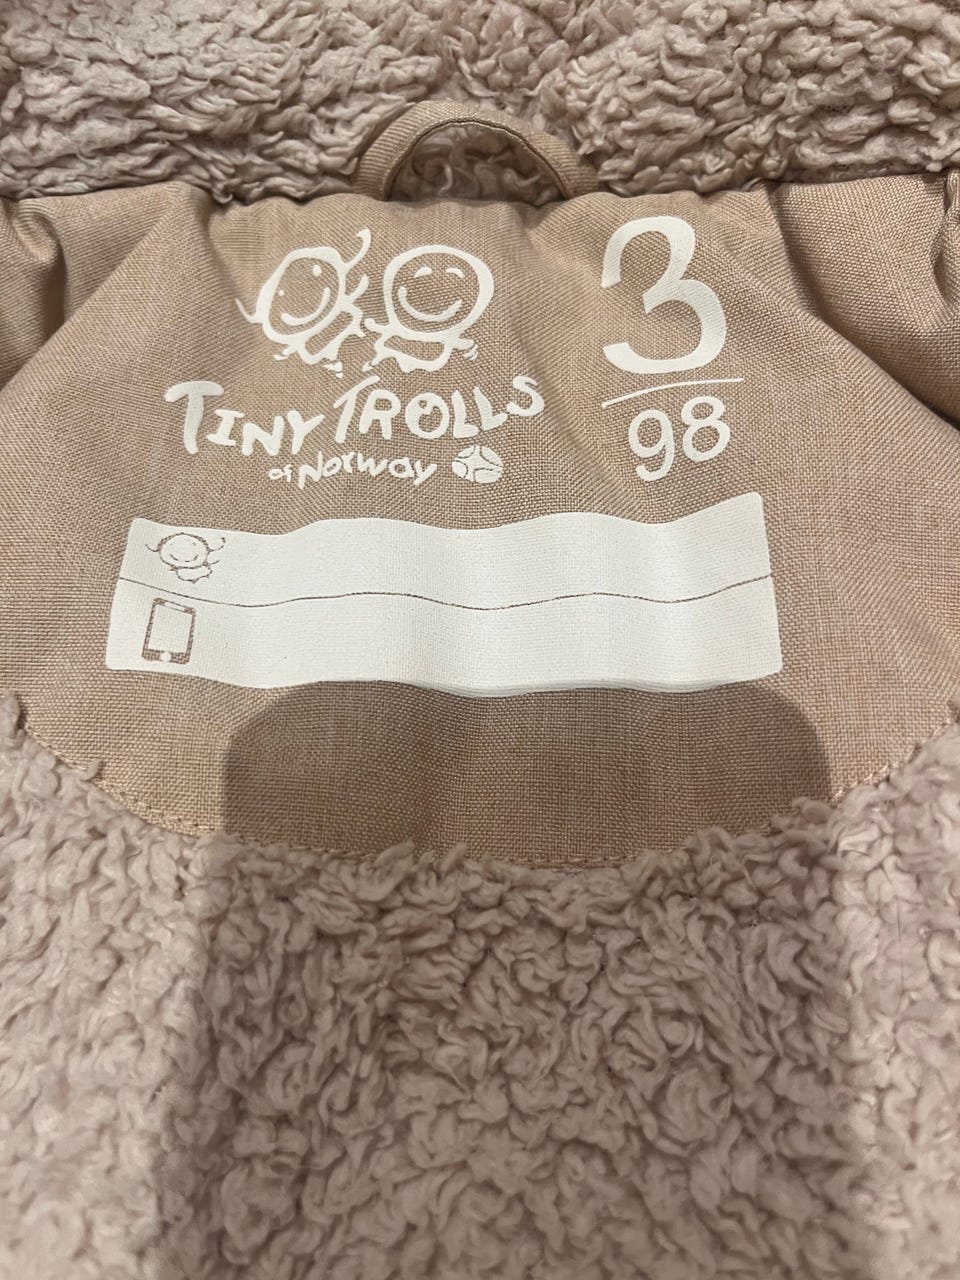 TINY TROLLS
of Norway
3
98